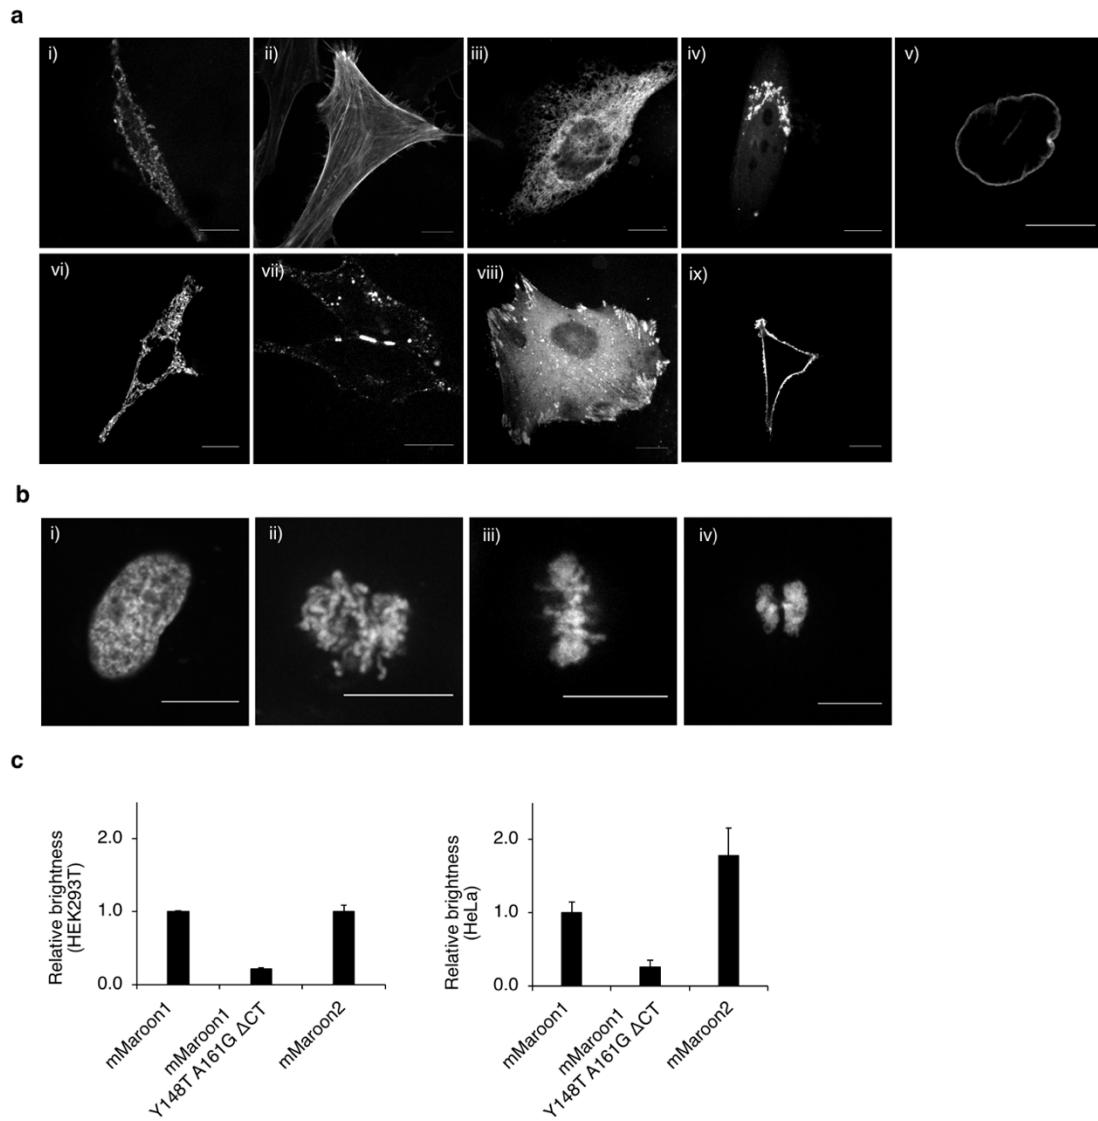 a
i)
ii)
iii)
iv)
v)
vi)
vii)
viii)
ix)
b
i)
ii)
iii)
iv)
c
Relative brightness
(HEK293T)
2.0
1.0
0.0
mMaroon1
mMaroon1
Y148T A161G ΔCT
mMaroon2
Relative brightness
(HeLa)
2.0
1.0
0.0
mMaroon1
mMaroon1
Y148T A161G ΔCT
mMaroon2